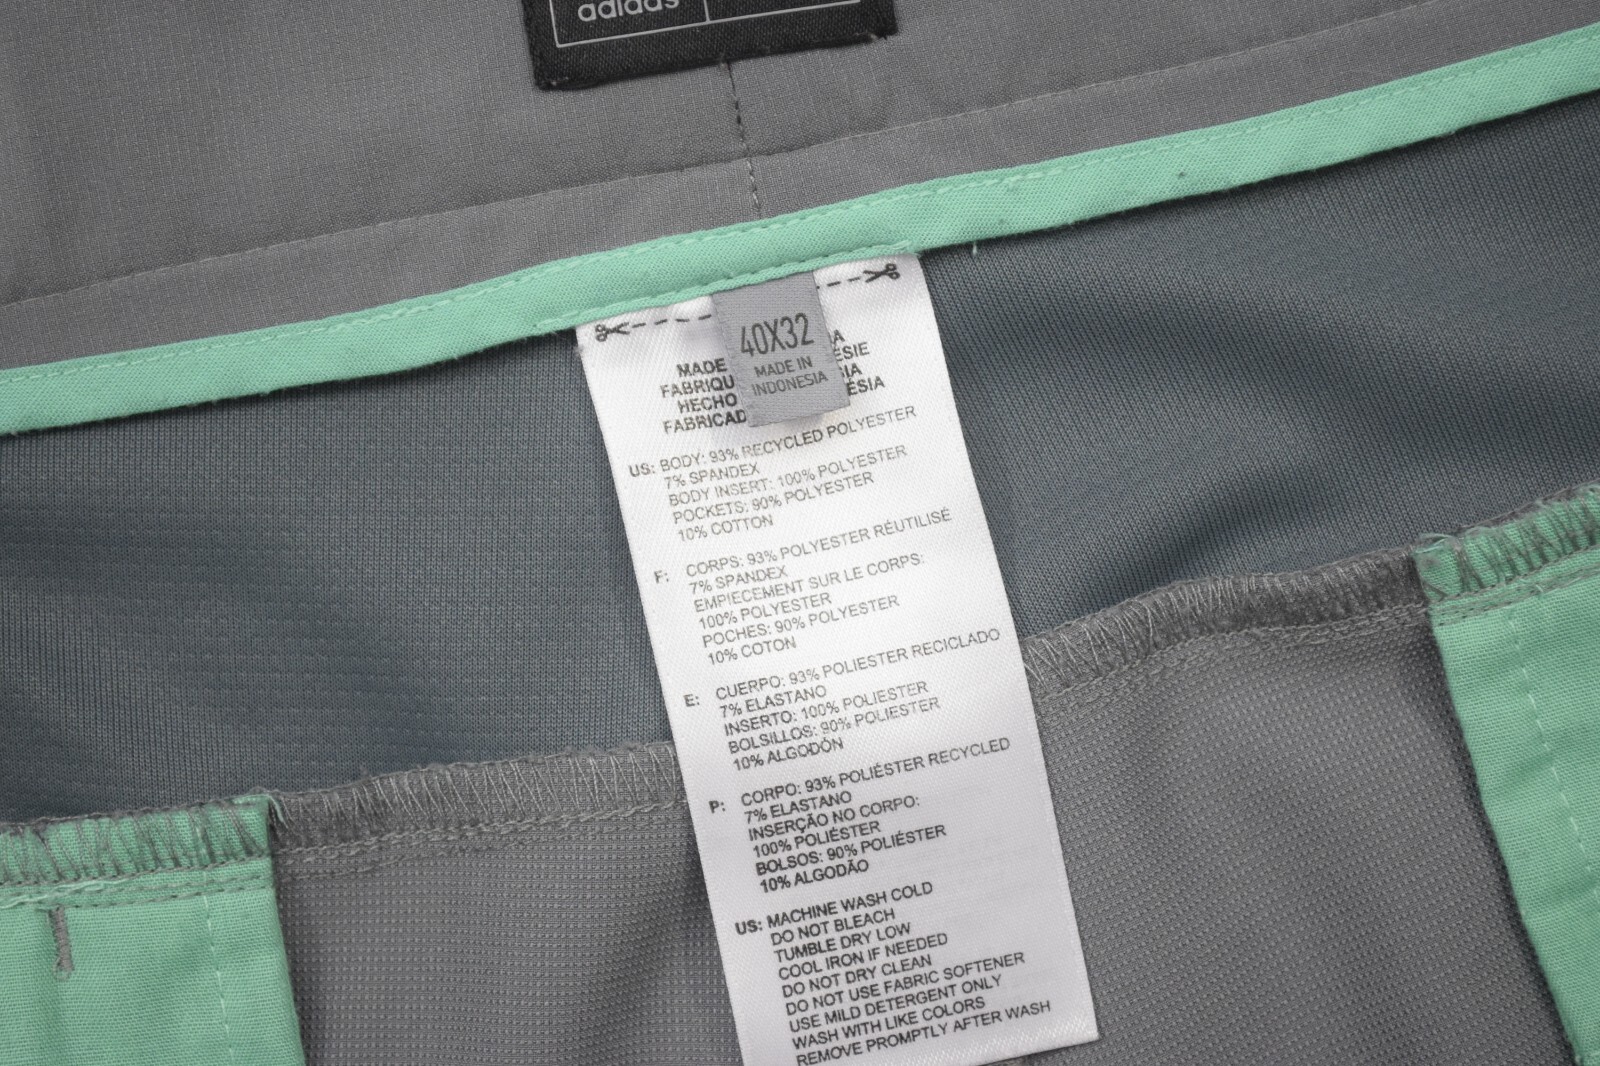 adidas
40X32
MADE IN
INDONESIA
MADE
FABRIQU
HECHO
FABRICAD
ÉSIE
SIA
ÉSIA
US: BODY: 93% RECYCLED POLYESTER
7% SPANDEX
BODY INSERT: 100% POLYESTER
POCKETS: 90% POLYESTER
10% COTTON
F: CORPS: 93% POLYESTER RÉUTILISÉ
7% SPANDEX
EMPIECEMENT SUR LE CORPS:
100% POLYESTER
POCHES: 90% POLYESTER
10% COTON
E: CUERPO: 93% POLIESTER RECICLADO
7% ELASTANO
INSERTO: 100% POLIESTER
BOLSILLOS: 90% POLIESTER
10% ALGODÓN
P: CORPO: 93% POLIÉSTER RECYCLED
7% ELASTANO
INSERÇÃO NO CORPO:
100% POLIÉSTER
BOLSOS: 90% POLIÉSTER
10% ALGODÃO
US: MACHINE WASH COLD
DO NOT BLEACH
TUMBLE DRY LOW
COOL IRON IF NEEDED
DO NOT DRY CLEAN
DO NOT USE FABRIC SOFTENER
USE MILD DETERGENT ONLY
WASH WITH LIKE COLORS
REMOVE PROMPTLY AFTER WASH